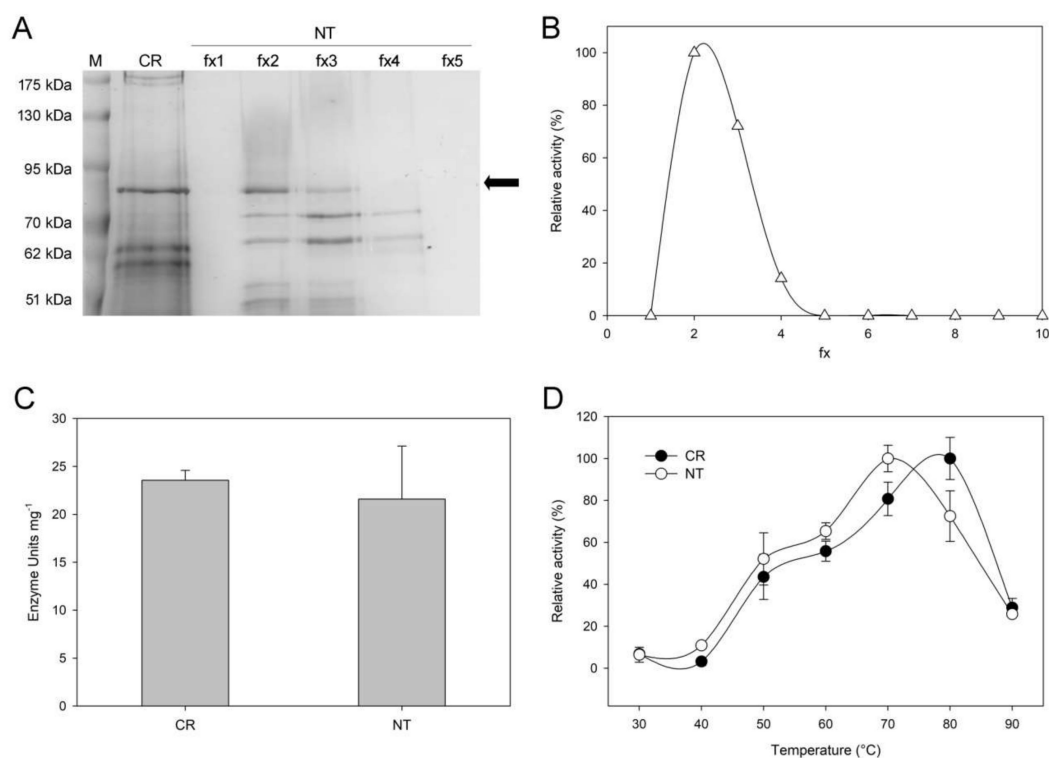 A
NT
M CR fx1 fx2 fx3 fx4 fx5
175 kDa
130 kDa
95 kDa
70 kDa
62 kDa
51 kDa
B
Relative activity (%)
100
80
60
40
20
0
0 2 4 6 8 10
fx
C
Enzyme Units mg-1
30
25
20
15
10
5
0
CR NT
D
Relative activity (%)
120
100
80
60
40
20
0
CR
NT
30 40 50 60 70 80 90
Temperature (°C)